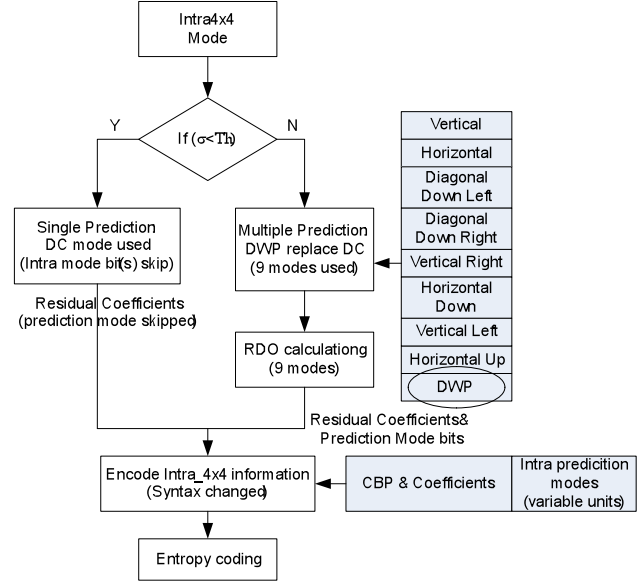 Intra4x4
Mode
If (σ<Th)
Y
N
Single Prediction
DC mode used
(Intra mode bit(s) skip)
Multiple Prediction
DWP replace DC
(9 modes used)
Vertical
Horizontal
Diagonal
Down Left
Diagonal
Down Right
Vertical Right
Horizontal
Down
Vertical Left
Horizontal Up
DWP
Residual Coefficients
(prediction mode skipped)
RDO calculationg
(9 modes)
Residual Coefficients&
Prediction Mode bits
Encode Intra_4x4 information
(Syntax changed)
CBP & Coefficients
Intra predicition
modes
(variable units)
Entropy coding